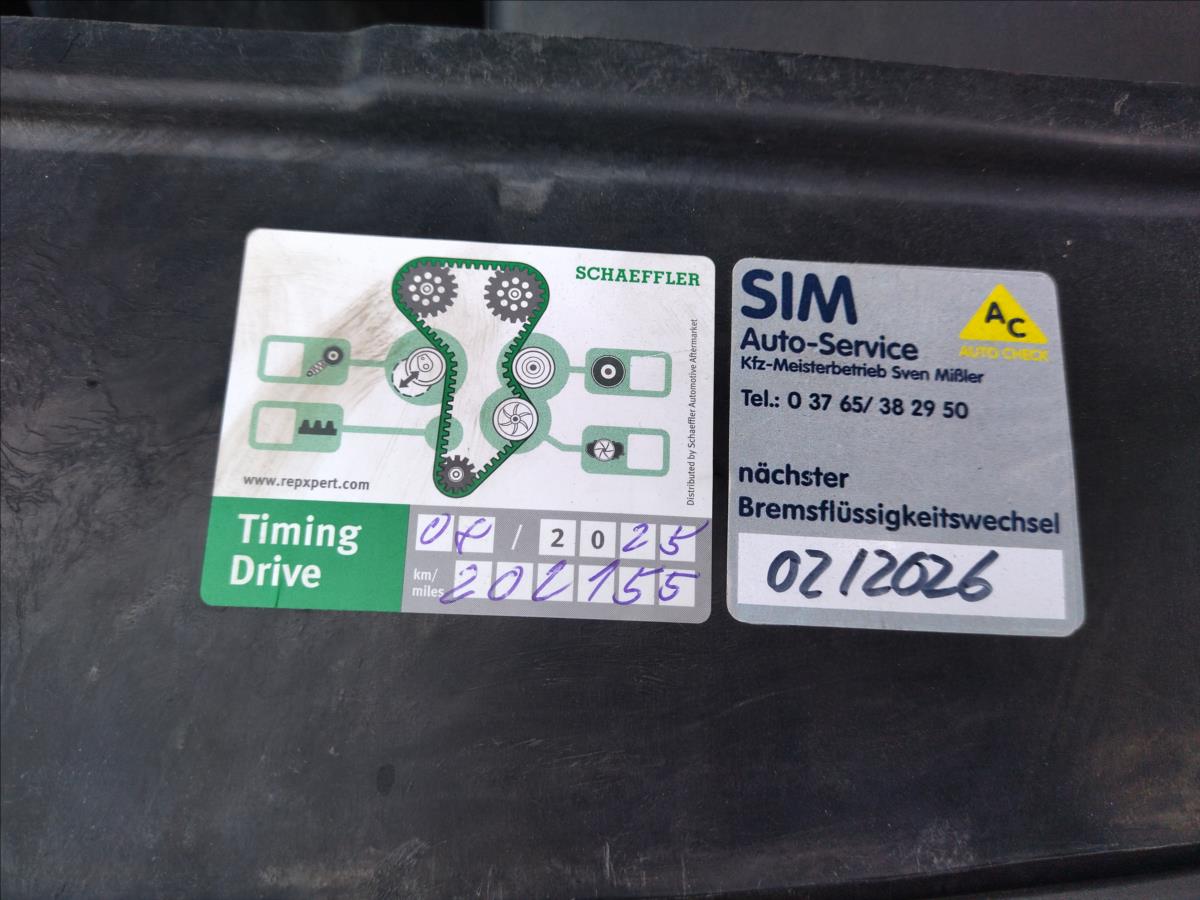 SCHAEFFLER
Distributed by Schaeffler Automotive Aftermarket
www.repxpert.com
Timing
Drive
08 / 2025
km/
miles
202155
SIM
Auto-Service
Kfz-Meisterbetrieb Sven Mißler
AC
AUTO CHECK
Tel.: 0 37 65/ 38 29 50
nächster
Bremsflüssigkeitswechsel
02/2026